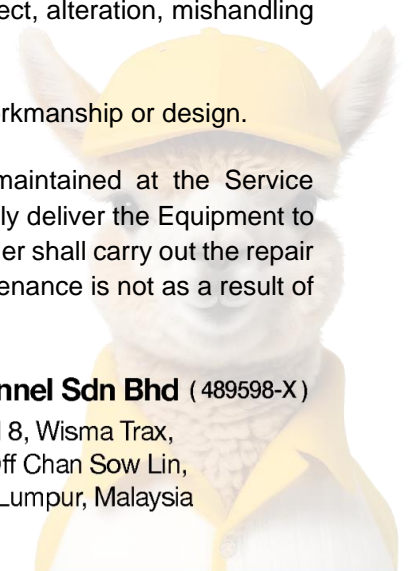 ect, alteration, mishandling
orkmanship or design.
maintained at the Service
ly deliver the Equipment to
er shall carry out the repair
enance is not as a result of
nnel Sdn Bhd (489598-X)
8, Wisma Trax,
Off Chan Sow Lin,
Lumpur, Malaysia